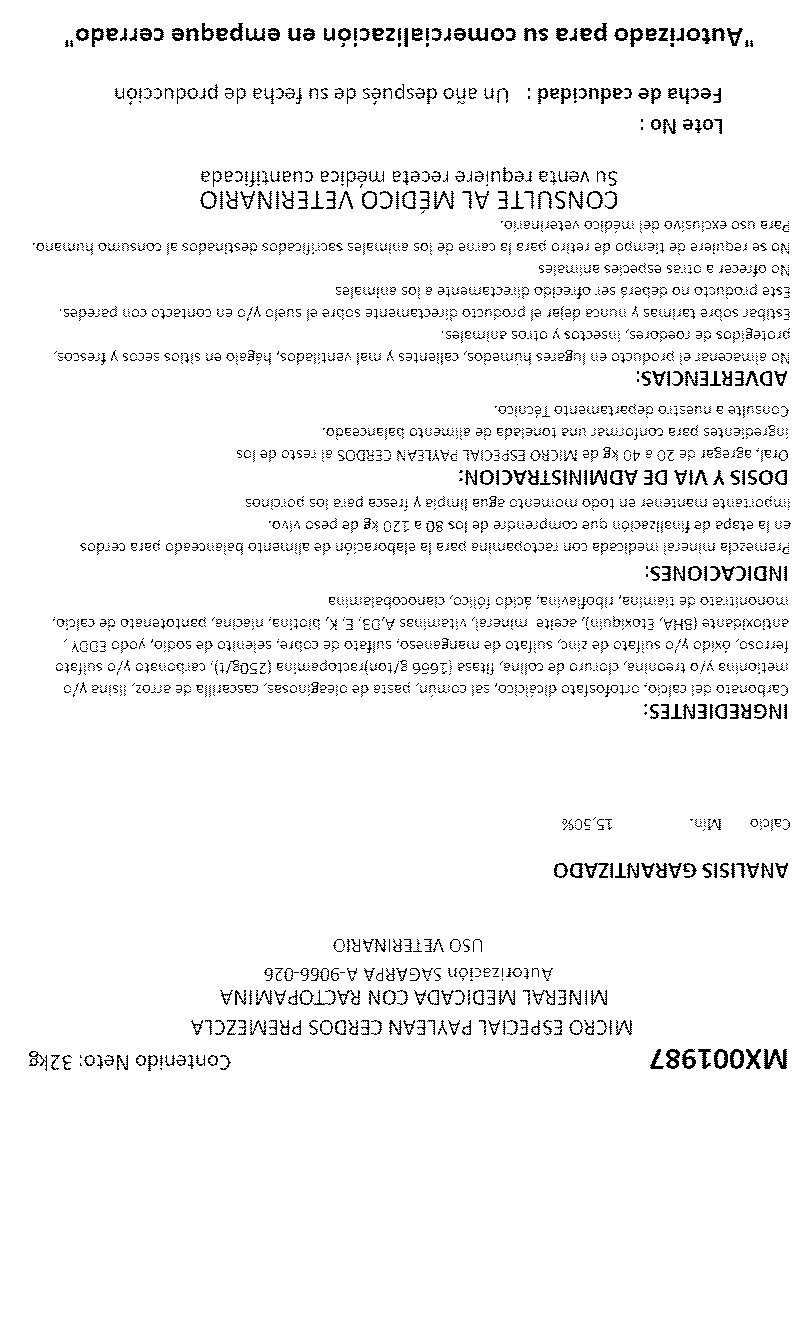 MX001987 Contenido Neto: 32kg
MICRO ESPECIAL PAYLEAN CERDOS PREMEZCLA
MINERAL MEDICADA CON RACTOPAMINA
Autorización SAGARPA A-9066-026
USO VETERINARIO
ANALISIS GARANTIZADO
Calcio Mín. 15,50%
INGREDIENTES:
Carbonato del calcio, ortofosfato dicálcico, sal común, pasta de oleaginosas, cascarilla de arroz, lisina y/o
metionina y/o treonina, cloruro de colina, fitasa (1666 g/ton)ractopamina (250g/t), carbonato y/o sulfato
ferroso, óxido y/o sulfato de zinc, sulfato de manganeso, sulfato de cobre, selenito de sodio, yodo EDDY ,
antioxidante (BHA, Etoxiquin), aceite mineral, vitaminas A,D3, E, K, biotina, niacina, pantotenato de calcio,
mononitrato de tiamina, riboflavina, ácido fólico, cianocobalamina
INDICACIONES:
Premezcla mineral medicada con ractopamina para la elaboración de alimento balanceado para cerdos
en la etapa de finalización que comprendre de los 80 a 120 kg de peso vivo.
Importante mantener en todo momento agua limpia y fresca para los porcinos
DOSIS Y VIA DE ADMINISTRACION:
Oral, agregar de 20 a 40 kg de MICRO ESPECIAL PAYLEAN CERDOS al resto de los
ingredientes para conformar una tonelada de alimento balanceado.
Consulte a nuestro departamento Técnico.
ADVERTENCIAS:
No almacenar el producto en lugares húmedos, calientes y mal ventilados, hágalo en sitios secos y frescos,
protegidos de roedores, insectos y otros animales.
Estibar sobre tarimas y nunca dejar el producto directamente sobre el suelo y/o en contacto con paredes.
Este producto no deberá ser ofrecido directamente a los animales
No ofrecer a otras especies animales
No se requiere de tiempo de retiro para la carne de los animales sacrificados destinados al consumo humano.
Para uso exclusivo del médico veterinario.
CONSULTE AL MÉDICO VETERINARIO
Su venta requiere receta médica cuantificada
Lote No :
Fecha de caducidad : Un año después de su fecha de producción
"Autorizado para su comercialización en empaque cerrado"